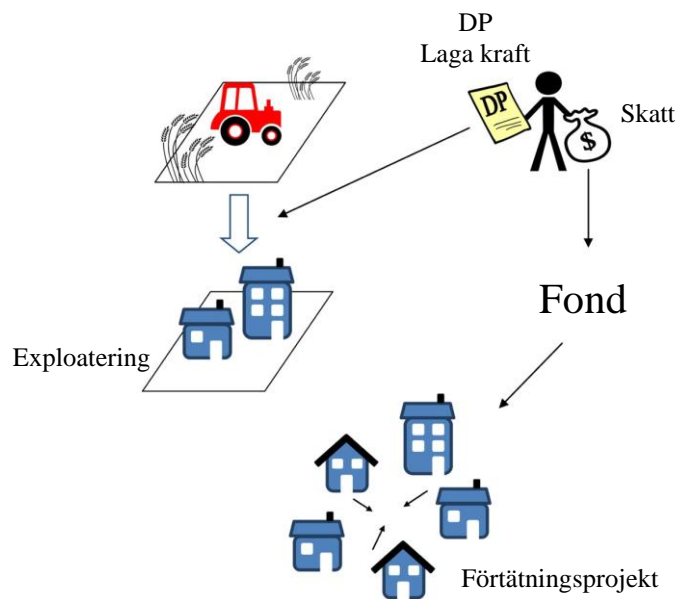 DP
Laga kraft
DP
Skatt
$
Fond
Exploatering
Förtätningsprojekt